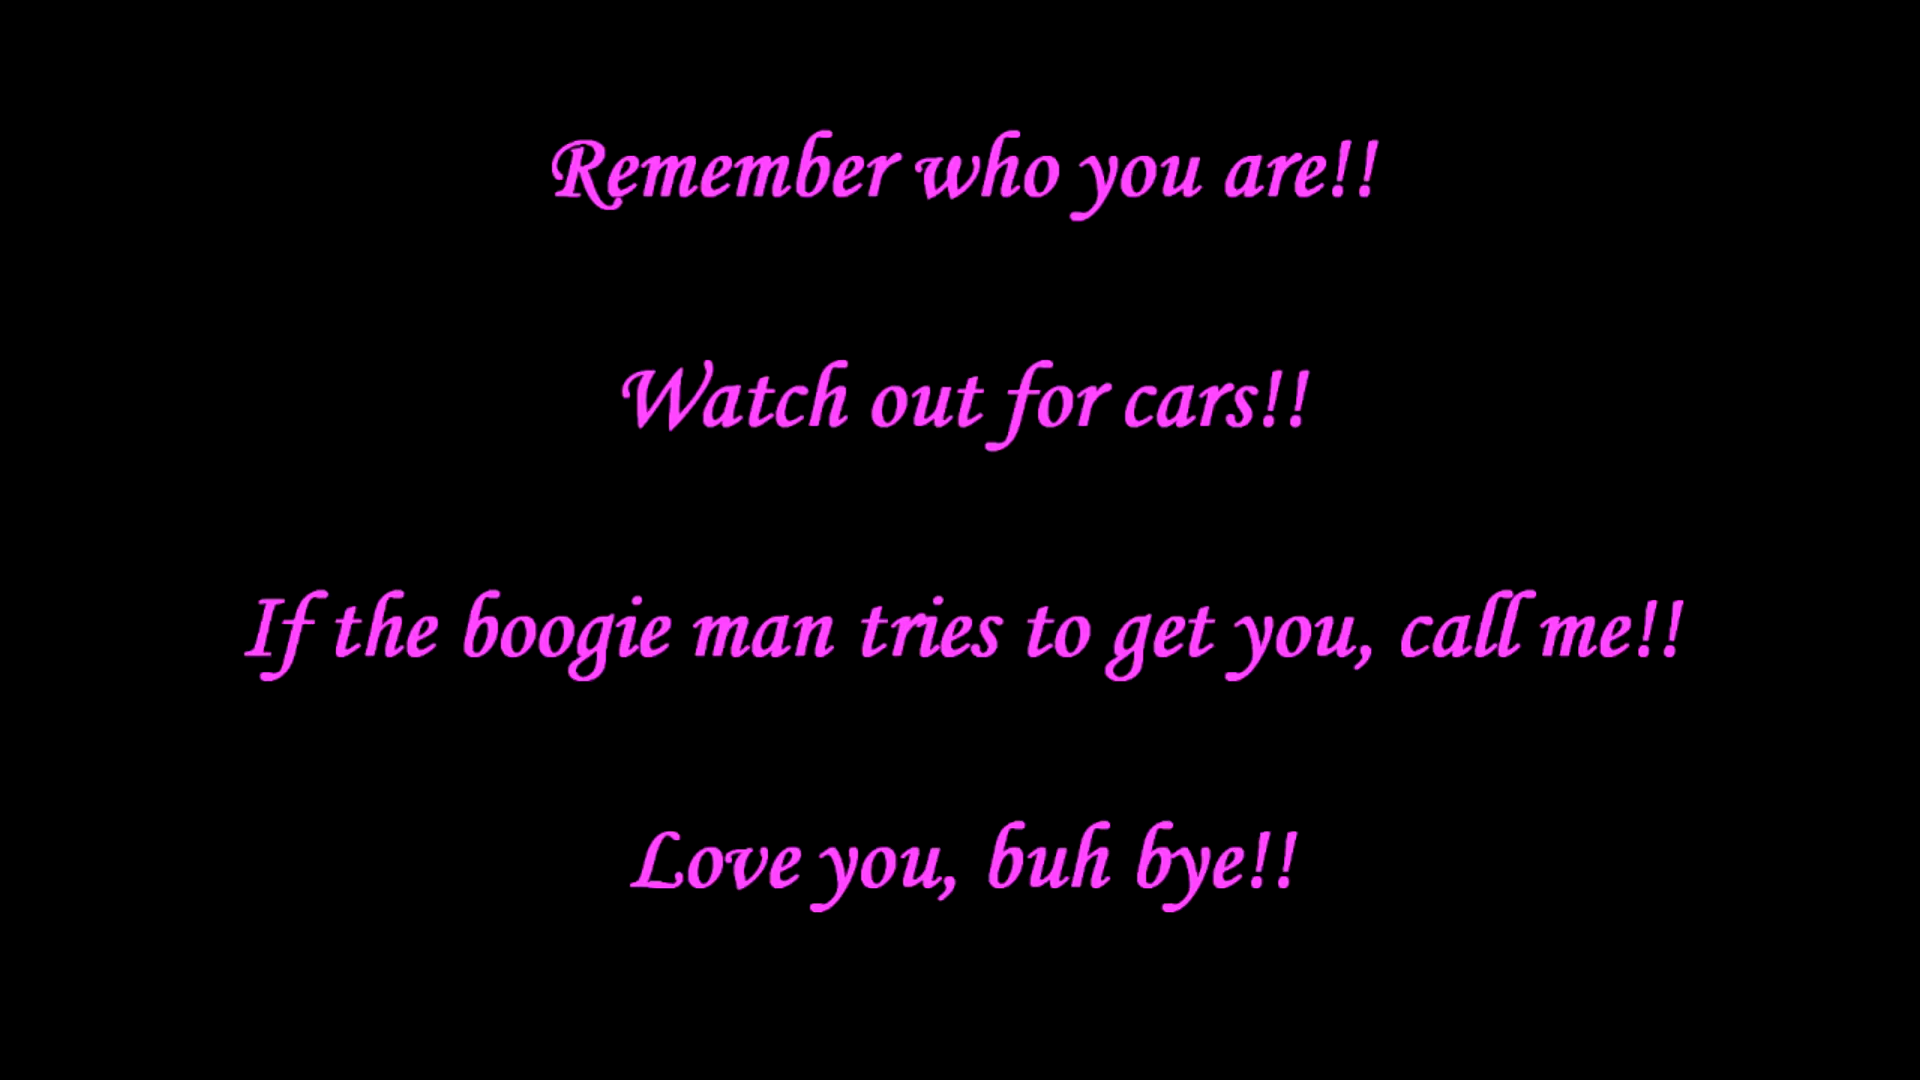 Remember who you are!!
Watch out for cars!!
If the boogie man tries to get you, call me!!
Love you, buh bye!!